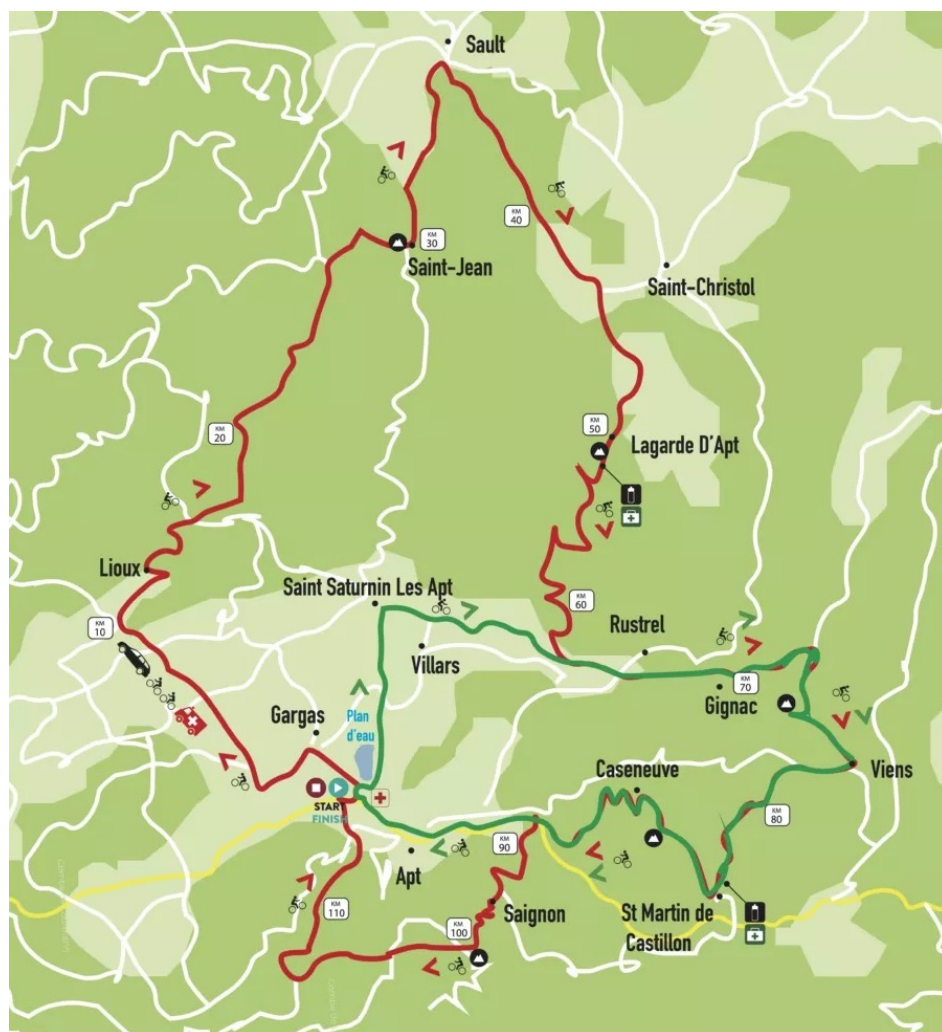 Sault
KM
40
KM
30
Saint-Jean
Saint-Christol
KM
20
KM
50
Lagarde D'Apt
Lioux
Saint Saturnin Les Apt
KM
60
KM
10
Rustrel
Villars
KM
70
Gignac
Gargas
Plan
d'eau
Viens
Caseneuve
START
FINISH
KM
80
KM
90
Apt
KM
110
Saignon
St Martin de
Castillon
KM
100